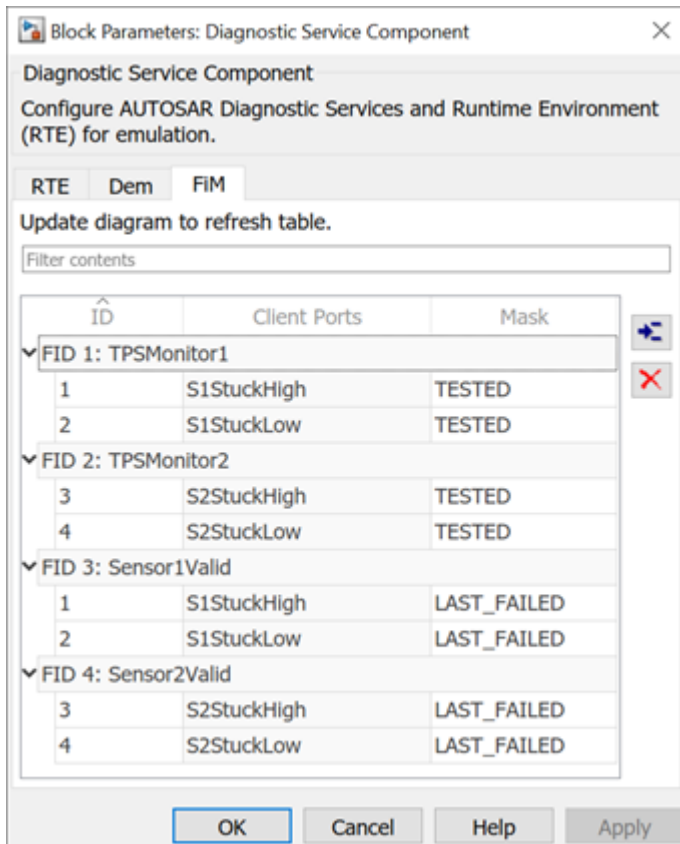 Block Parameters: Diagnostic Service Component
Diagnostic Service Component
Configure AUTOSAR Diagnostic Services and Runtime Environment
(RTE) for emulation.
RTE Dem FiM
Update diagram to refresh table.
Filter contents
ID Client Ports Mask
FID 1: TPSMonitor1
1 S1StuckHigh TESTED
2 S1StuckLow TESTED
FID 2: TPSMonitor2
3 S2StuckHigh TESTED
4 S2StuckLow TESTED
FID 3: Sensor1Valid
1 S1StuckHigh LAST_FAILED
2 S1StuckLow LAST_FAILED
FID 4: Sensor2Valid
3 S2StuckHigh LAST_FAILED
4 S2StuckLow LAST_FAILED
OK Cancel Help Apply